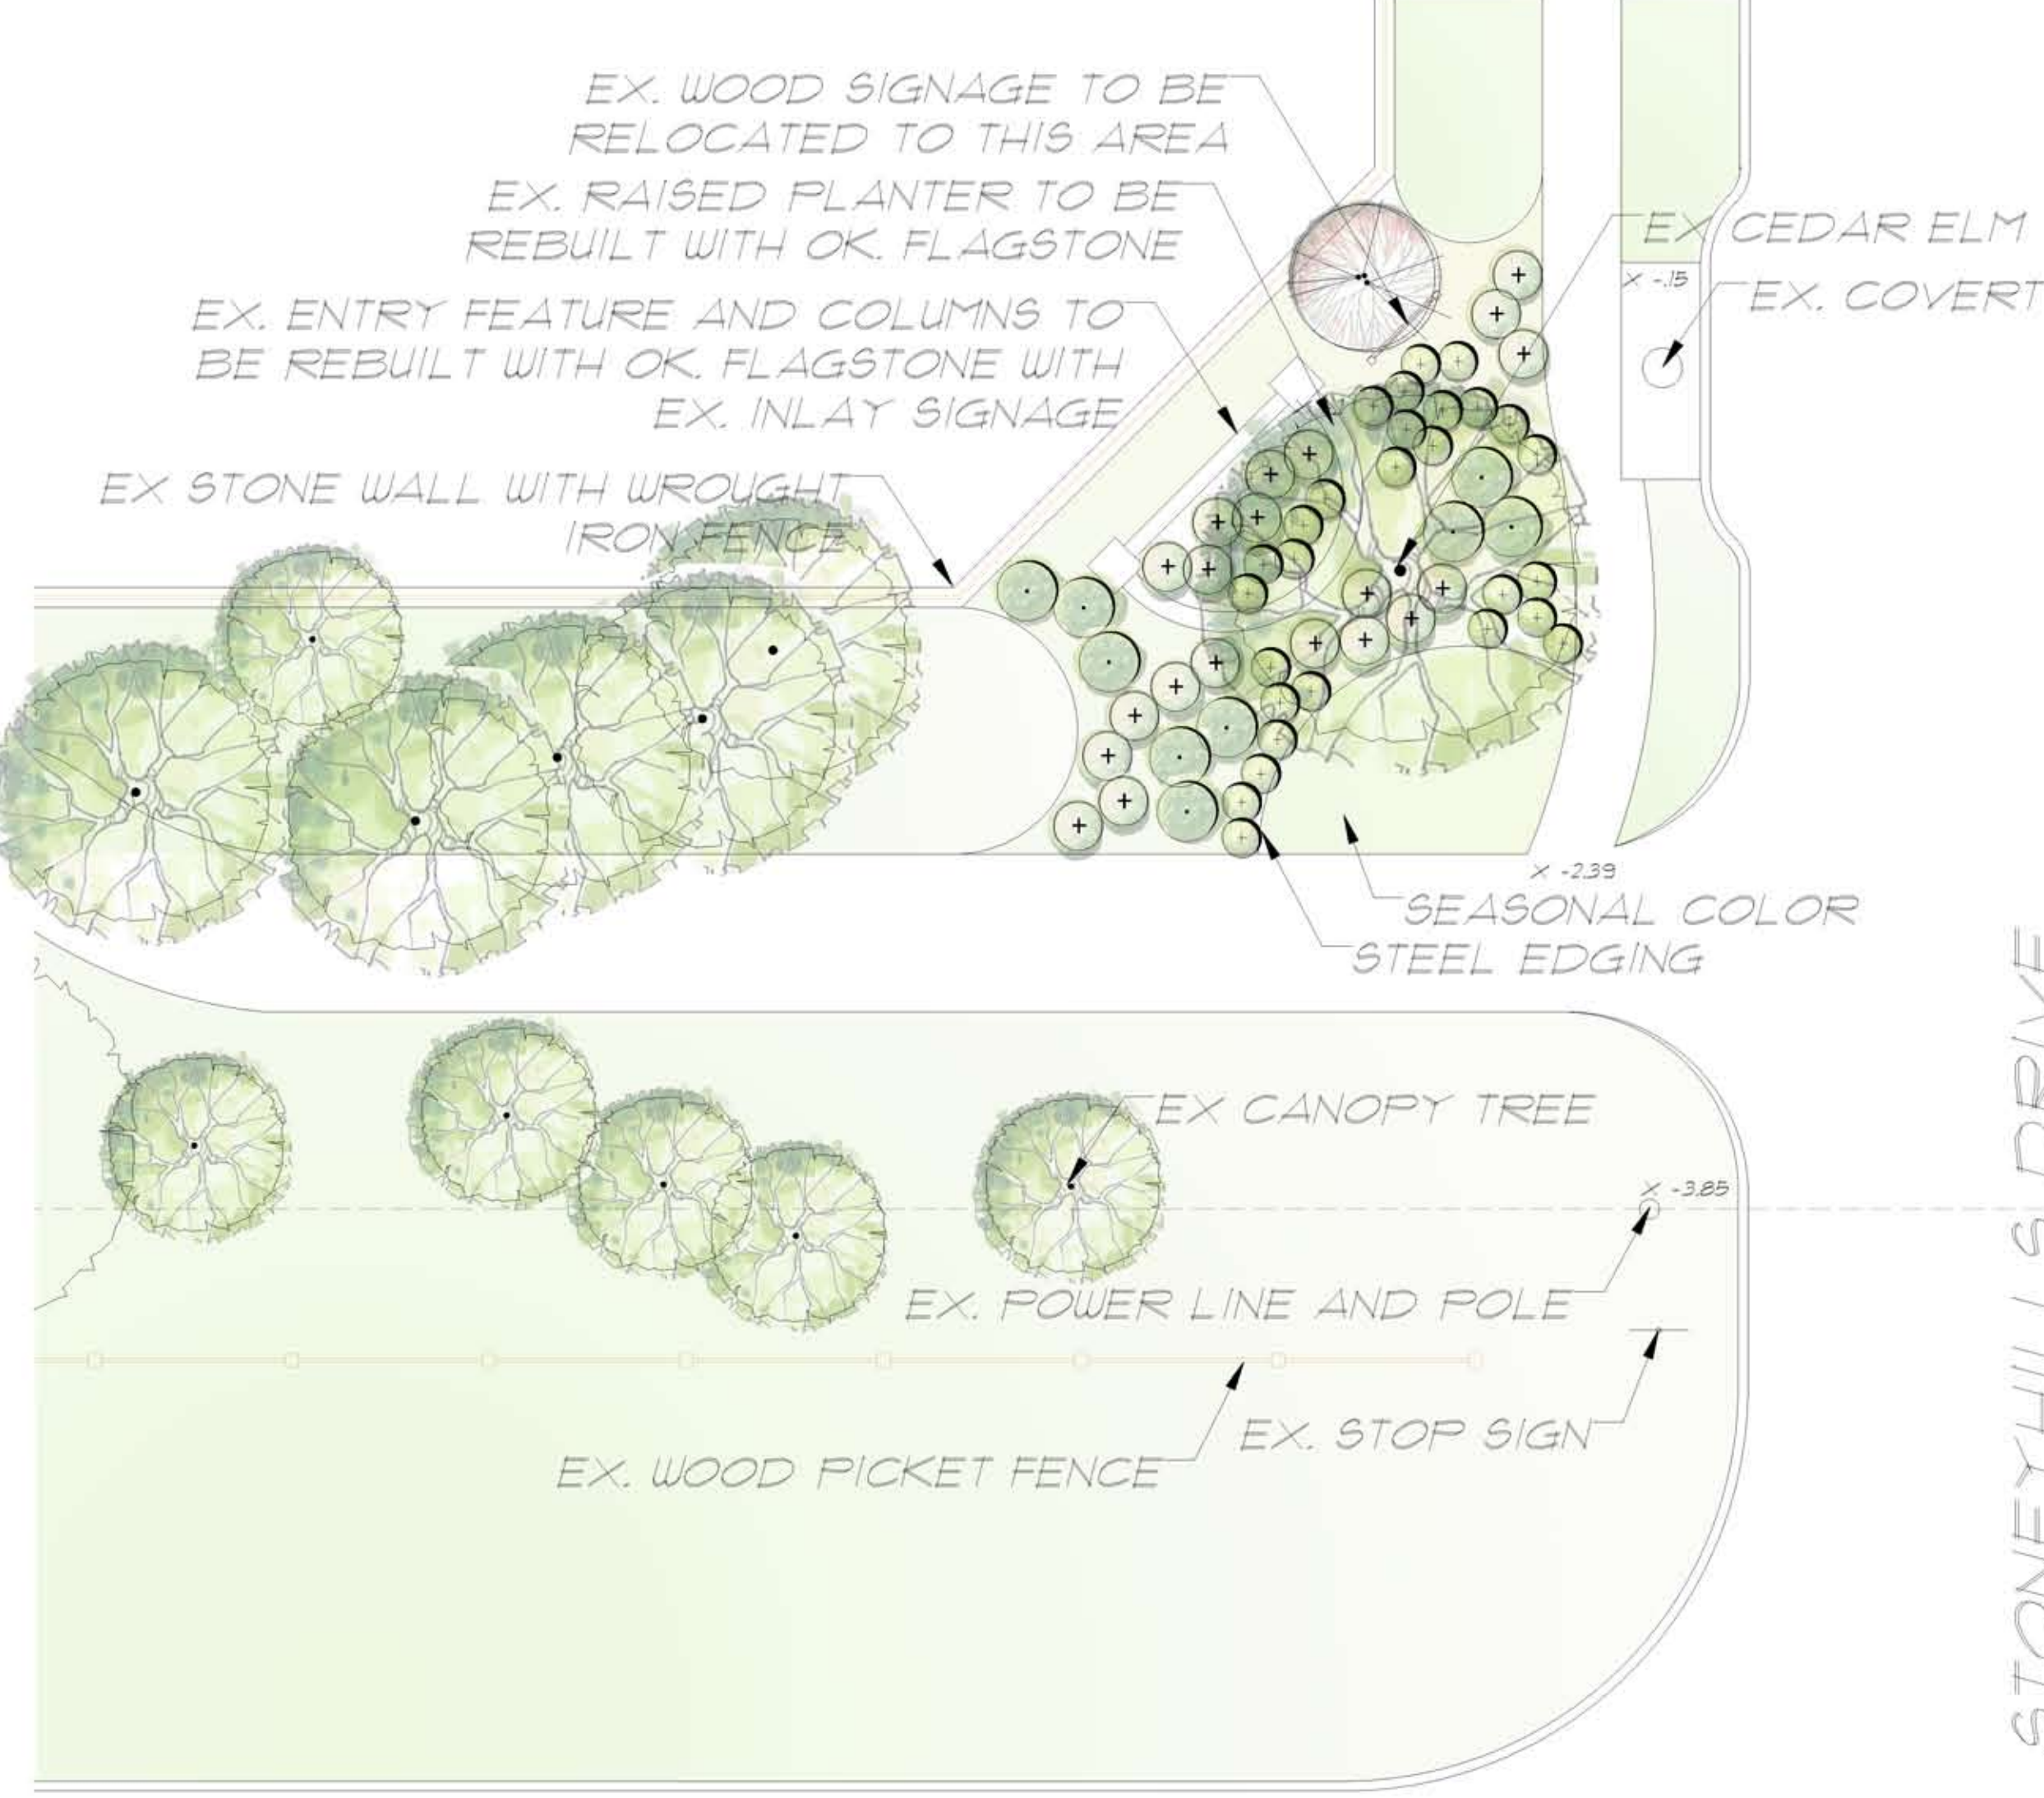 EX. WOOD SIGNAGE TO BE
RELOCATED TO THIS AREA
EX. RAISED PLANTER TO BE
REBUILT WITH OK. FLAGSTONE
EX CEDAR ELM
X -.15
EX. COVERT
EX. ENTRY FEATURE AND COLUMNS TO
BE REBUILT WITH OK. FLAGSTONE WITH
EX. INLAY SIGNAGE
EX STONE WALL WITH WROUGHT
IRON FENCE
X -2.39
SEASONAL COLOR
STEEL EDGING
EX CANOPY TREE
X -3.85
EX. POWER LINE AND POLE
EX. STOP SIGN
EX. WOOD PICKET FENCE
STONEYHILLS DRIVE